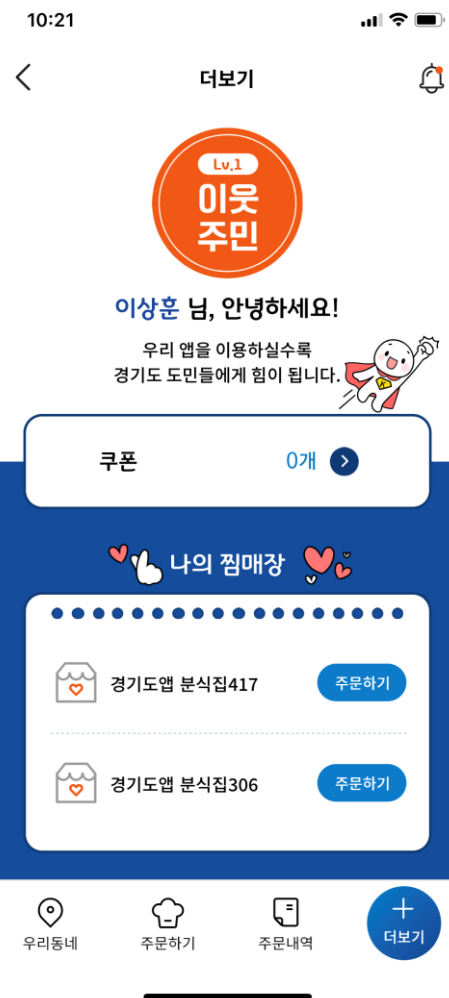 10:21
더보기
Lv.1
이웃
주민
이상훈 님, 안녕하세요!
우리 앱을 이용하실수록
경기도 도민들에게 힘이 됩니다.
K
쿠폰 0개
나의 찜매장
경기도앱 분식집417 주문하기
경기도앱 분식집306 주문하기
우리동네 주문하기 주문내역 더보기